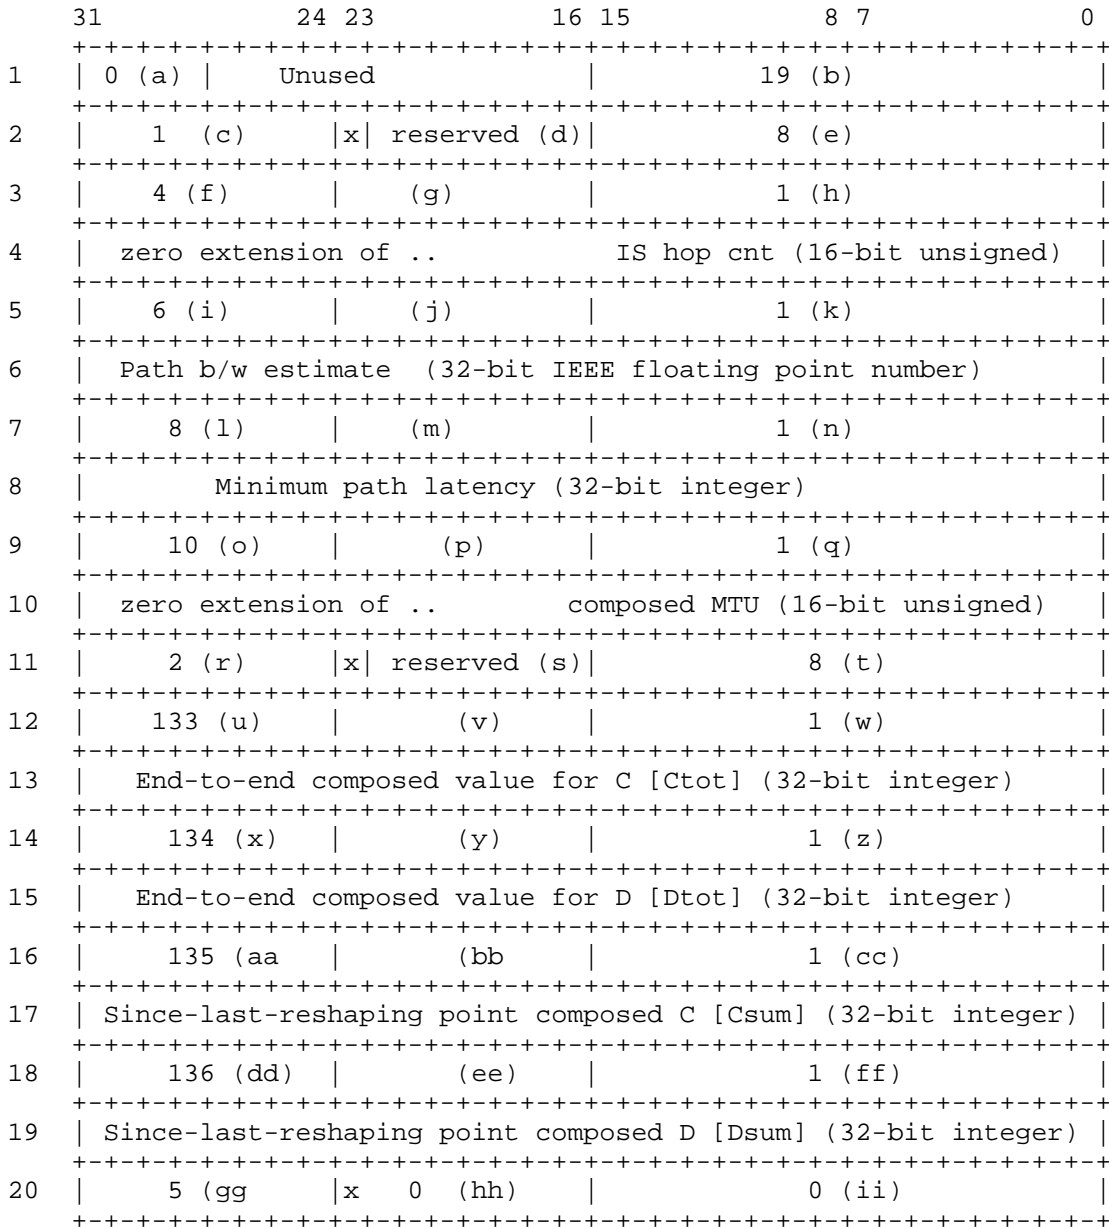 31           24 23           16 15            8 7             0
+-+-+-+-+-+-+-+-+-+-+-+-+-+-+-+-+-+-+-+-+-+-+-+-+-+-+-+-+-+-+-+-+
1   | 0 (a) |    Unused             |          19 (b)               |
+-+-+-+-+-+-+-+-+-+-+-+-+-+-+-+-+-+-+-+-+-+-+-+-+-+-+-+-+-+-+-+-+
2   |    1  (c)     |x| reserved (d)|           8 (e)               |
+-+-+-+-+-+-+-+-+-+-+-+-+-+-+-+-+-+-+-+-+-+-+-+-+-+-+-+-+-+-+-+-+
3   |    4 (f)      |    (g)        |           1 (h)               |
+-+-+-+-+-+-+-+-+-+-+-+-+-+-+-+-+-+-+-+-+-+-+-+-+-+-+-+-+-+-+-+-+
4   |  zero extension of ..           IS hop cnt (16-bit unsigned)  |
+-+-+-+-+-+-+-+-+-+-+-+-+-+-+-+-+-+-+-+-+-+-+-+-+-+-+-+-+-+-+-+-+
5   |    6 (i)      |    (j)        |           1 (k)               |
+-+-+-+-+-+-+-+-+-+-+-+-+-+-+-+-+-+-+-+-+-+-+-+-+-+-+-+-+-+-+-+-+
6   |  Path b/w estimate  (32-bit IEEE floating point number)       |
+-+-+-+-+-+-+-+-+-+-+-+-+-+-+-+-+-+-+-+-+-+-+-+-+-+-+-+-+-+-+-+-+
7   |     8 (l)     |    (m)        |           1 (n)               |
+-+-+-+-+-+-+-+-+-+-+-+-+-+-+-+-+-+-+-+-+-+-+-+-+-+-+-+-+-+-+-+-+
8   |        Minimum path latency (32-bit integer)                  |
+-+-+-+-+-+-+-+-+-+-+-+-+-+-+-+-+-+-+-+-+-+-+-+-+-+-+-+-+-+-+-+-+
9   |     10 (o)    |      (p)      |           1 (q)               |
+-+-+-+-+-+-+-+-+-+-+-+-+-+-+-+-+-+-+-+-+-+-+-+-+-+-+-+-+-+-+-+-+
10  |  zero extension of ..        composed MTU (16-bit unsigned)   |
+-+-+-+-+-+-+-+-+-+-+-+-+-+-+-+-+-+-+-+-+-+-+-+-+-+-+-+-+-+-+-+-+
11  |     2 (r)     |x| reserved (s)|             8 (t)             |
+-+-+-+-+-+-+-+-+-+-+-+-+-+-+-+-+-+-+-+-+-+-+-+-+-+-+-+-+-+-+-+-+
12  |    133 (u)    |       (v)     |             1 (w)             |
+-+-+-+-+-+-+-+-+-+-+-+-+-+-+-+-+-+-+-+-+-+-+-+-+-+-+-+-+-+-+-+-+
13  |   End-to-end composed value for C [Ctot] (32-bit integer)     |
+-+-+-+-+-+-+-+-+-+-+-+-+-+-+-+-+-+-+-+-+-+-+-+-+-+-+-+-+-+-+-+-+
14  |     134 (x)   |       (y)     |             1 (z)             |
+-+-+-+-+-+-+-+-+-+-+-+-+-+-+-+-+-+-+-+-+-+-+-+-+-+-+-+-+-+-+-+-+
15  |   End-to-end composed value for D [Dtot] (32-bit integer)     |
+-+-+-+-+-+-+-+-+-+-+-+-+-+-+-+-+-+-+-+-+-+-+-+-+-+-+-+-+-+-+-+-+
16  |     135 (aa   |       (bb     |             1 (cc)            |
+-+-+-+-+-+-+-+-+-+-+-+-+-+-+-+-+-+-+-+-+-+-+-+-+-+-+-+-+-+-+-+-+
17  | Since-last-reshaping point composed C [Csum] (32-bit integer) |
+-+-+-+-+-+-+-+-+-+-+-+-+-+-+-+-+-+-+-+-+-+-+-+-+-+-+-+-+-+-+-+-+
18  |     136 (dd)  |       (ee)    |             1 (ff)            |
+-+-+-+-+-+-+-+-+-+-+-+-+-+-+-+-+-+-+-+-+-+-+-+-+-+-+-+-+-+-+-+-+
19  | Since-last-reshaping point composed D [Dsum] (32-bit integer) |
+-+-+-+-+-+-+-+-+-+-+-+-+-+-+-+-+-+-+-+-+-+-+-+-+-+-+-+-+-+-+-+-+
20  |     5 (gg     |x   0  (hh)    |             0 (ii)            |
+-+-+-+-+-+-+-+-+-+-+-+-+-+-+-+-+-+-+-+-+-+-+-+-+-+-+-+-+-+-+-+-+